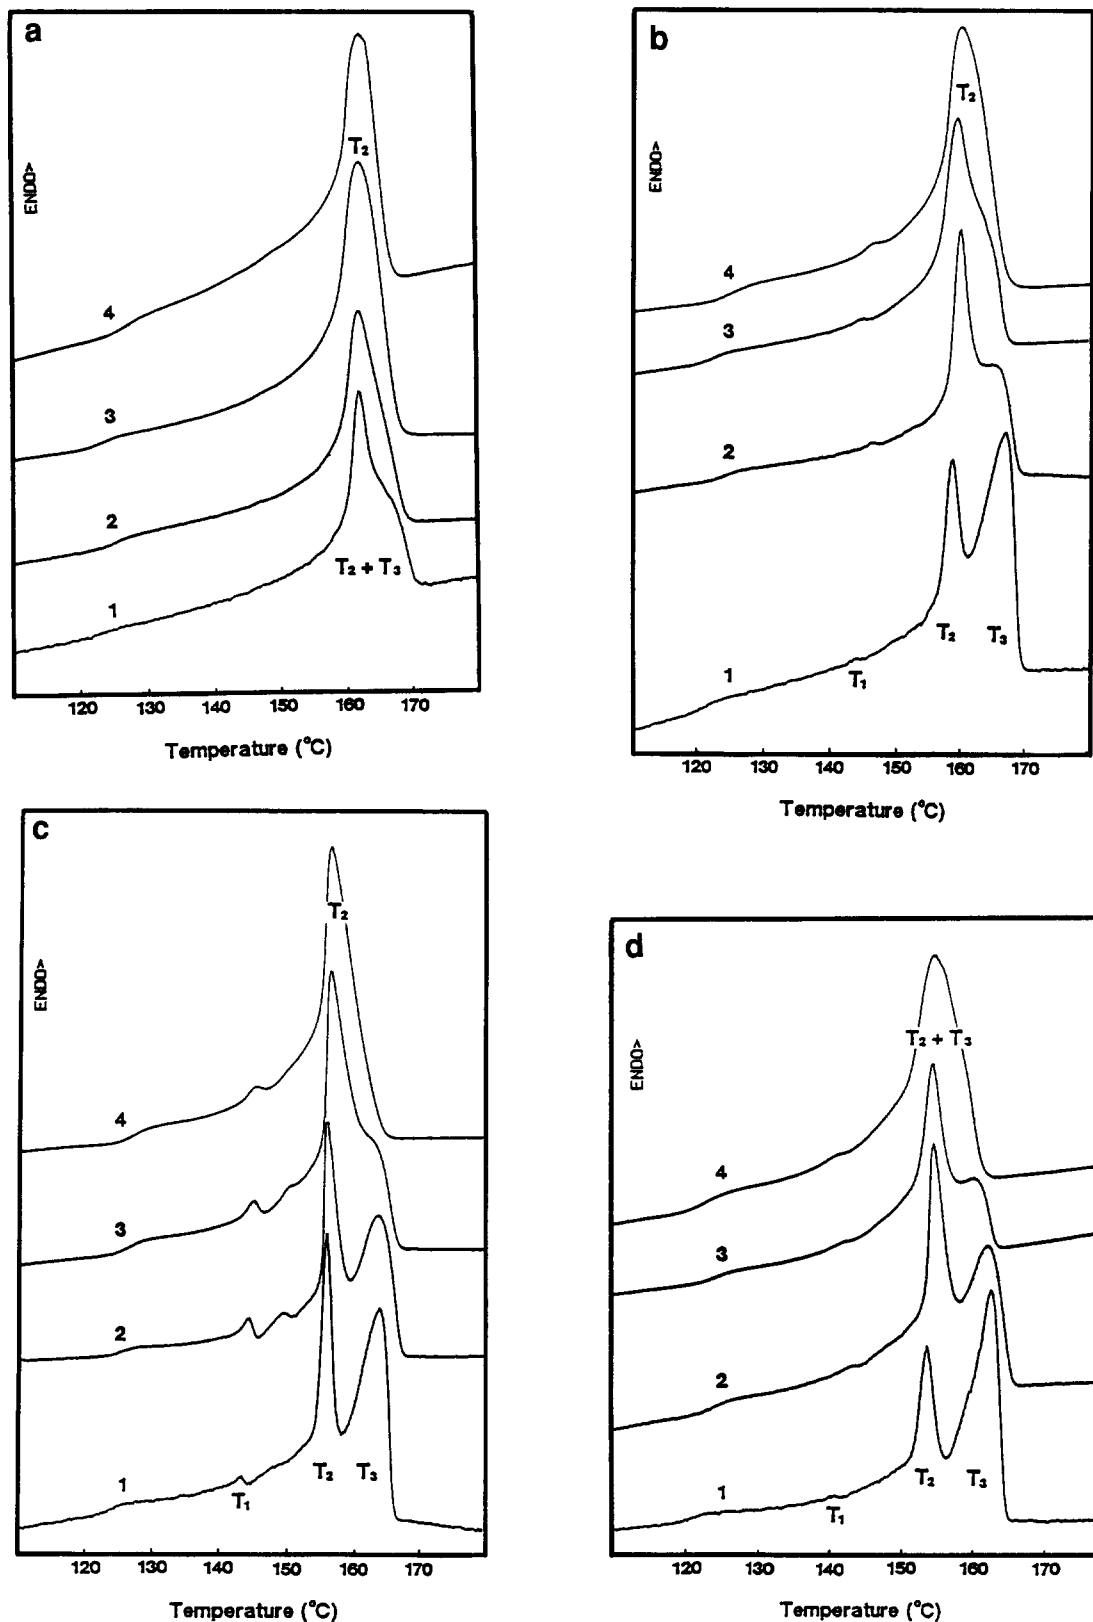 a
ENDO>
T₂
4
3
2
T₂ + T₃
1
120 130 140 150 160 170
Temperature (°C)
b
ENDO>
T₂
4
3
2
T₂ T₃
1
T₁
120 130 140 150 160 170
Temperature (°C)
c
ENDO>
T₂
4
3
2
1
T₁
T₂ T₃
120 130 140 150 160 170
Temperature (°C)
d
ENDO>
T₂ + T₃
4
3
2
1
T₁
T₂ T₃
120 130 140 150 160 170
Temperature (°C)